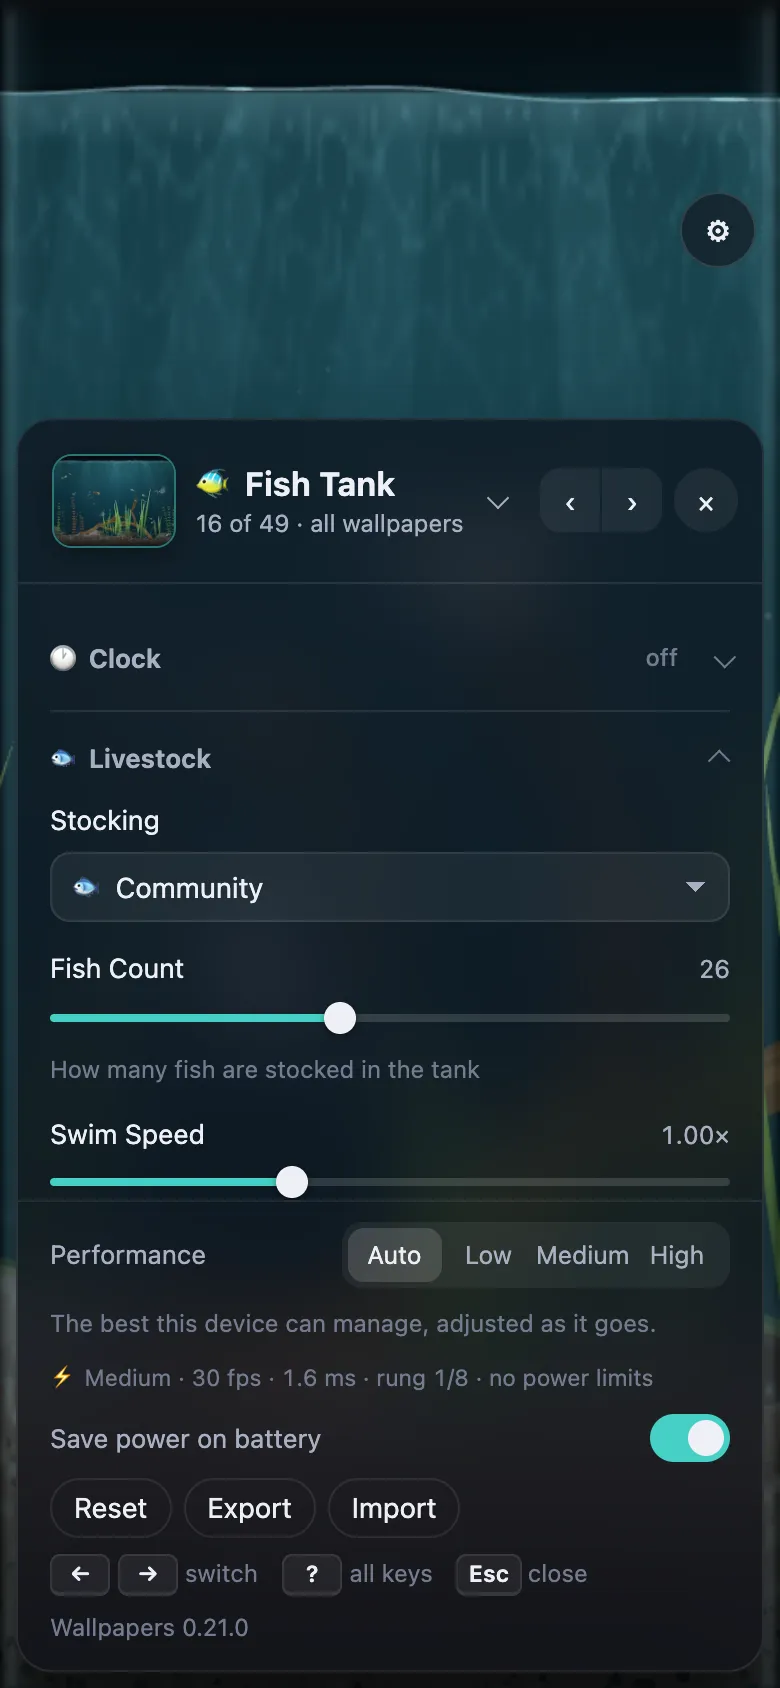 Fish Tank
16 of 49 · all wallpapers
Clock off
Livestock
Stocking
Community
Fish Count 26
How many fish are stocked in the tank
Swim Speed 1.00×
Performance Auto Low Medium High
The best this device can manage, adjusted as it goes.
⚡ Medium · 30 fps · 1.6 ms · rung 1/8 · no power limits
Save power on battery
Reset Export Import
← → switch ? all keys Esc close
Wallpapers 0.21.0